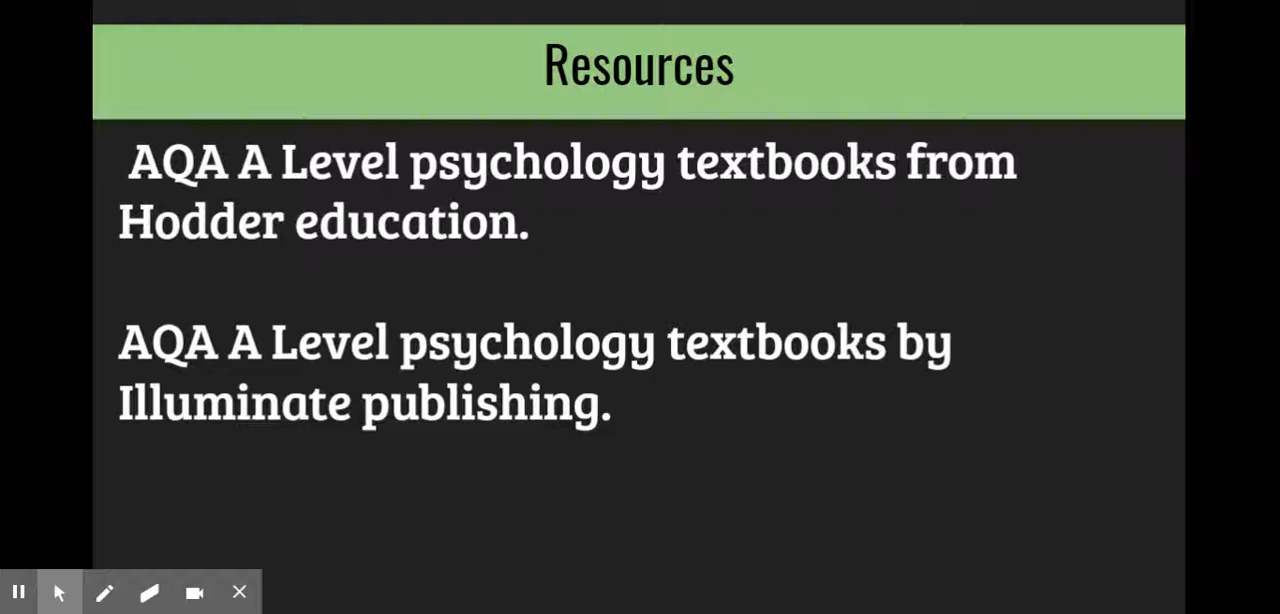 Resources
AQA A Level psychology textbooks from
Hodder education.
AQA A Level psychology textbooks by
Illuminate publishing.